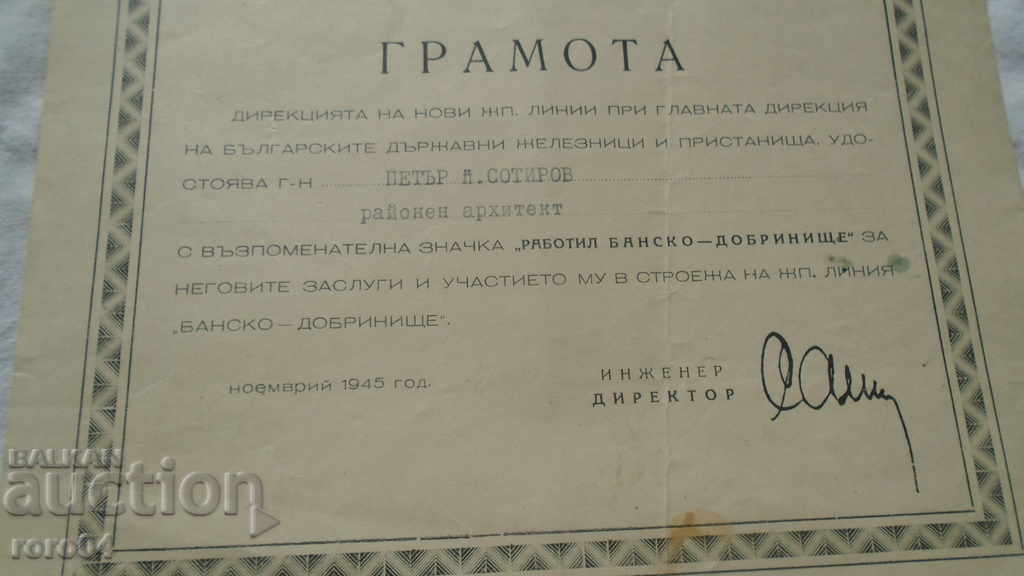 ГРАМОТА
ДИРЕКЦИЯТА НА НОВИ ЖП. ЛИНИИ ПРИ ГЛАВНАТА ДИРЕКЦИЯ
НА БЪЛГАРСКИТЕ ДЪРЖАВНИ ЖЕЛЕЗНИЦИ И ПРИСТАНИЩА, УДО-
СТОЯВА Г-Н ПЕТЪР А.СОТИРОВ
районен архитект
С ВЪЗПОМЕНАТЕЛНА ЗНАЧКА „РАБОТИЛ БАНСКО—ДОБРИНИЩЕ" ЗА
НЕГОВИТЕ ЗАСЛУГИ И УЧАСТИЕТО МУ В СТРОЕЖА НА ЖП. ЛИНИЯ
„БАНСКО—ДОБРИНИЩЕ".
НОЕМВРИЙ 1945 ГОД.
ИНЖЕНЕР
ДИРЕКТОР
BALKAN
auction
roro04